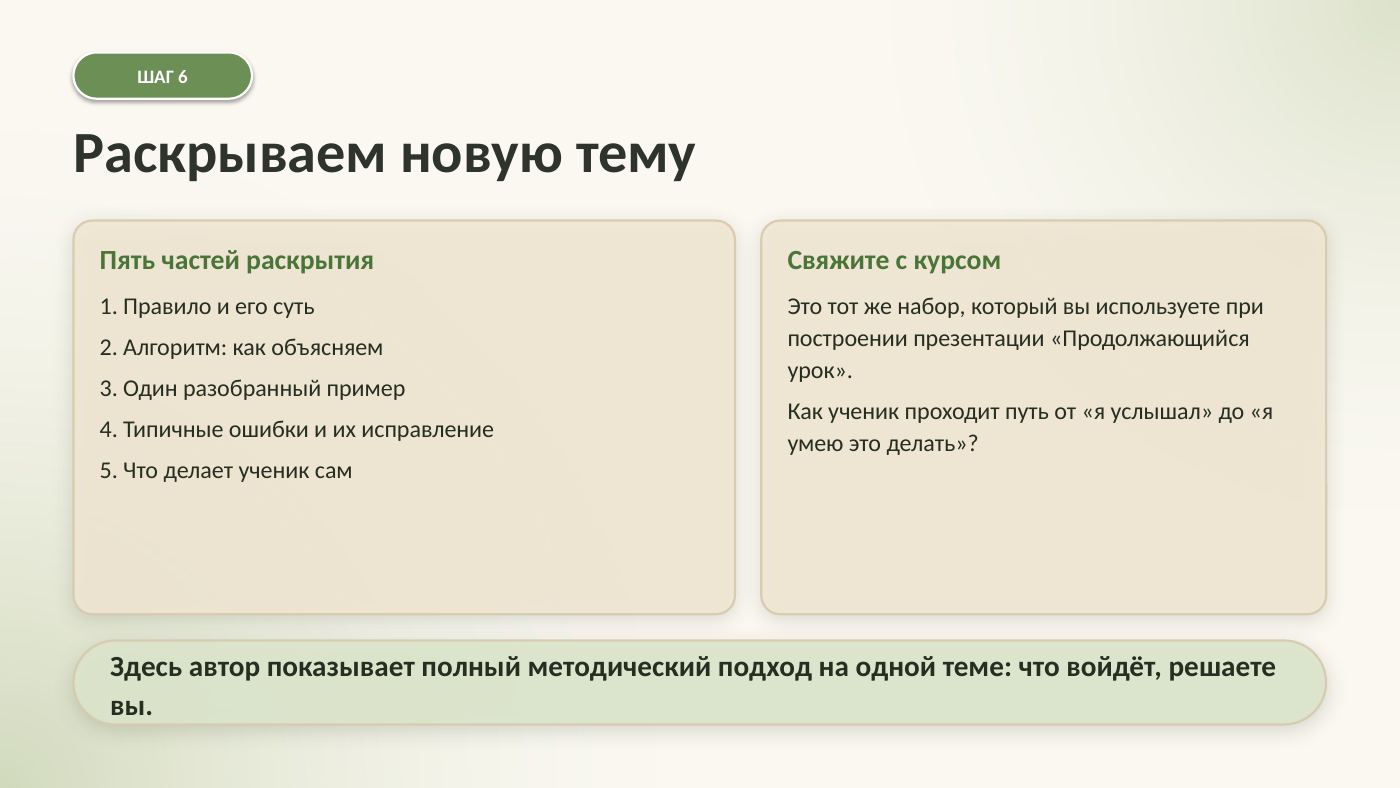 ШАГ 6
Раскрываем новую тему
Пять частей раскрытия
1. Правило и его суть
2. Алгоритм: как объясняем
3. Один разобранный пример
4. Типичные ошибки и их исправление
5. Что делает ученик сам
Свяжите с курсом
Это тот же набор, который вы используете при
построении презентации «Продолжающийся
урок».
Как ученик проходит путь от «я услышал» до «я
умею это делать»?
Здесь автор показывает полный методический подход на одной теме: что войдёт, решаете
вы.